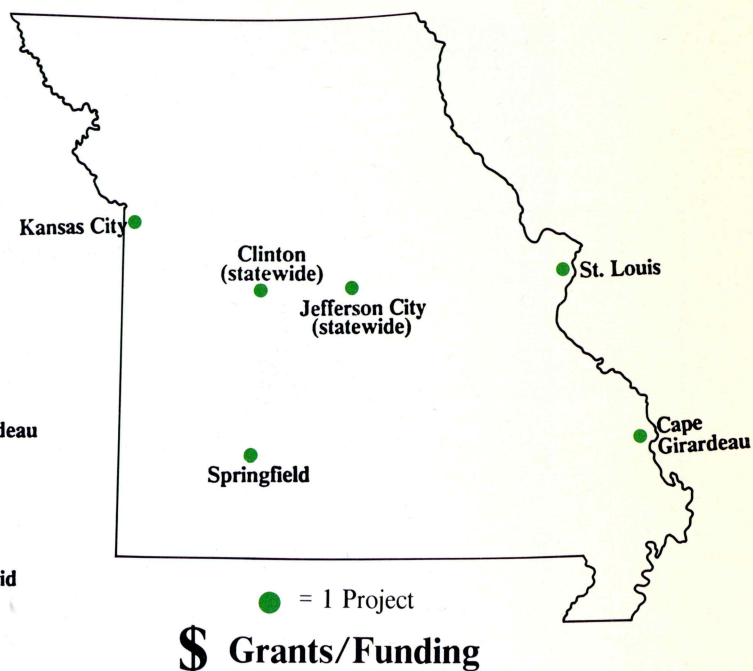 Kansas City
Clinton
(statewide)
Jefferson City
(statewide)
St. Louis
deau
Cape
Girardeau
Springfield
id
= 1 Project
$ Grants/Funding